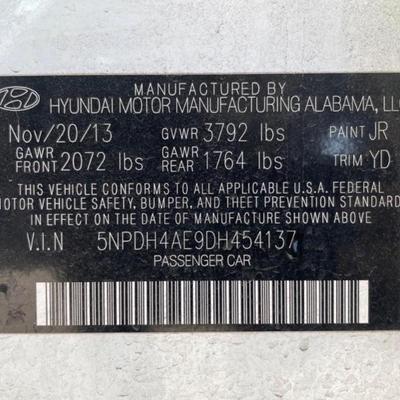 MANUFACTURED BY
HYUNDAI MOTOR MANUFACTURING ALABAMA, LLC
Nov/20/13 GVWR 3792 lbs PAINT JR
GAWR FRONT 2072 lbs GAWR REAR 1764 lbs TRIM YD
THIS VEHICLE CONFORMS TO ALL APPLICABLE U.S.A. FEDERAL
MOTOR VEHICLE SAFETY, BUMPER, AND THEFT PREVENTION STANDARD
IN EFFECT ON THE DATE OF MANUFACTURE SHOWN ABOVE.
V.I.N 5NPDH4AE9DH454137
PASSENGER CAR